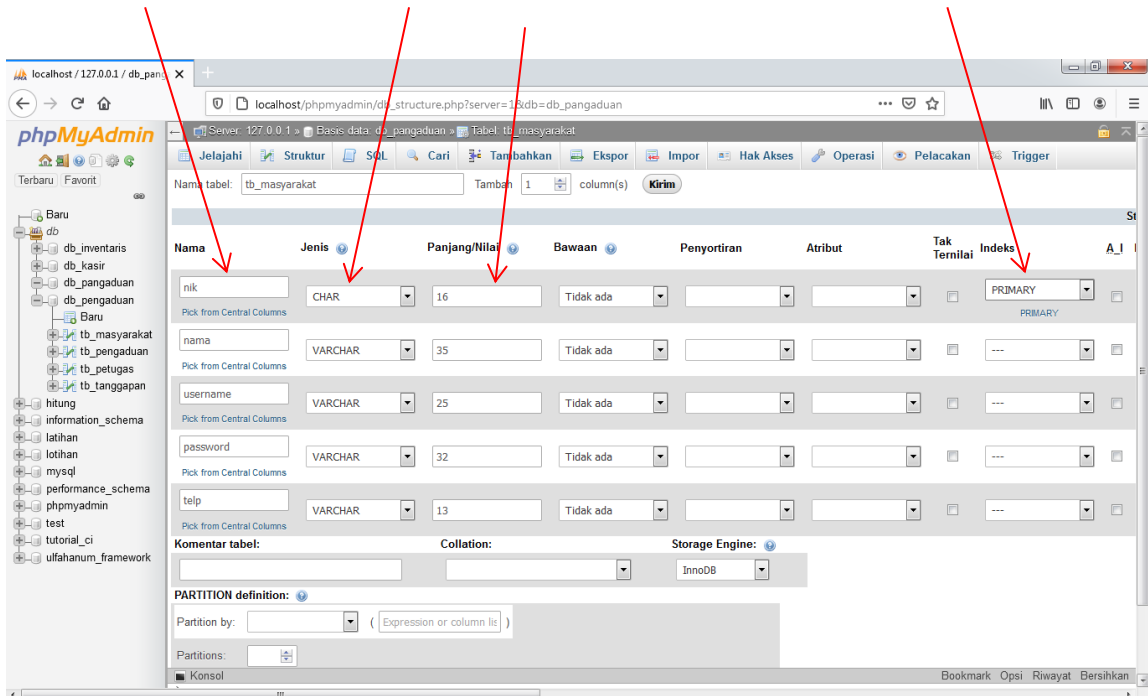 localhost / 127.0.0.1 / db_pang
localhost/phpmyadmin/db_structure.php?server=1&db=db_pangaduan
phpMyAdmin
Terbaru Favorit
Baru
db
db_inventaris
db_kasir
db_pangaduan
db_pengaduan
Baru
tb_masyarakat
tb_pengaduan
tb_petugas
tb_tanggapan
hitung
information_schema
latihan
lotihan
mysql
performance_schema
phpmyadmin
test
tutorial_ci
ulfahanum_framework
Server: 127.0.0.1 » Basis data: db_pangaduan » Tabel: tb_masyarakat
Jelajahi Struktur SQL Cari Tambahkan Ekspor Impor Hak Akses Operasi Pelacakan Trigger
Nama tabel: tb_masyarakat Tambah 1 column(s) Kirim
St
Nama Jenis Panjang/Nilai Bawaan Penyortiran Atribut Tak Ternilai Indeks A_I
nik CHAR 16 Tidak ada PRIMARY
Pick from Central Columns PRIMARY
nama VARCHAR 35 Tidak ada ---
Pick from Central Columns
username VARCHAR 25 Tidak ada ---
Pick from Central Columns
password VARCHAR 32 Tidak ada ---
Pick from Central Columns
telp VARCHAR 13 Tidak ada ---
Pick from Central Columns
Komentar tabel: Collation: Storage Engine:
InnoDB
PARTITION definition:
Partition by: ( Expression or column lis )
Partitions:
Konsol Bookmark Opsi Riwayat Bersihkan